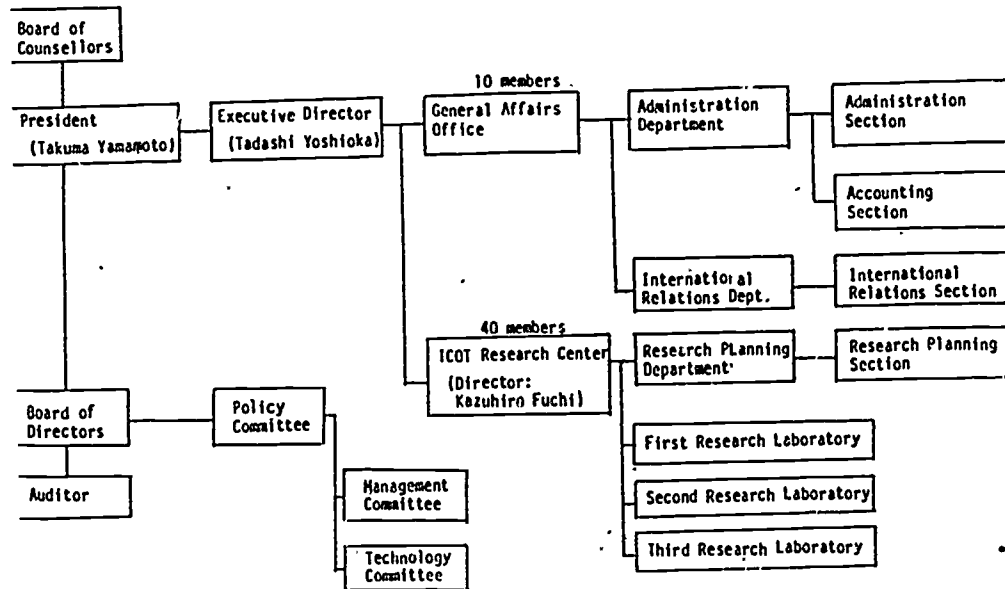 Board of
Counsellors
President
(Takuma Yamamoto)
Executive Director
(Tadashi Yoshioka)
10 members
General Affairs
Office
Administration
Department
Administration
Section
Accounting
Section
International
Relations Dept.
International
Relations Section
40 members
ICOT Research Center
(Director:
Kazuhiro Fuchi)
Research PLanning
Department
Research Planning
Section
First Research Laboratory
Second Research Laboratory
Third Research Laboratory
Board of
Directors
Policy
Committee
Auditor
Management
Committee
Technology
Committee